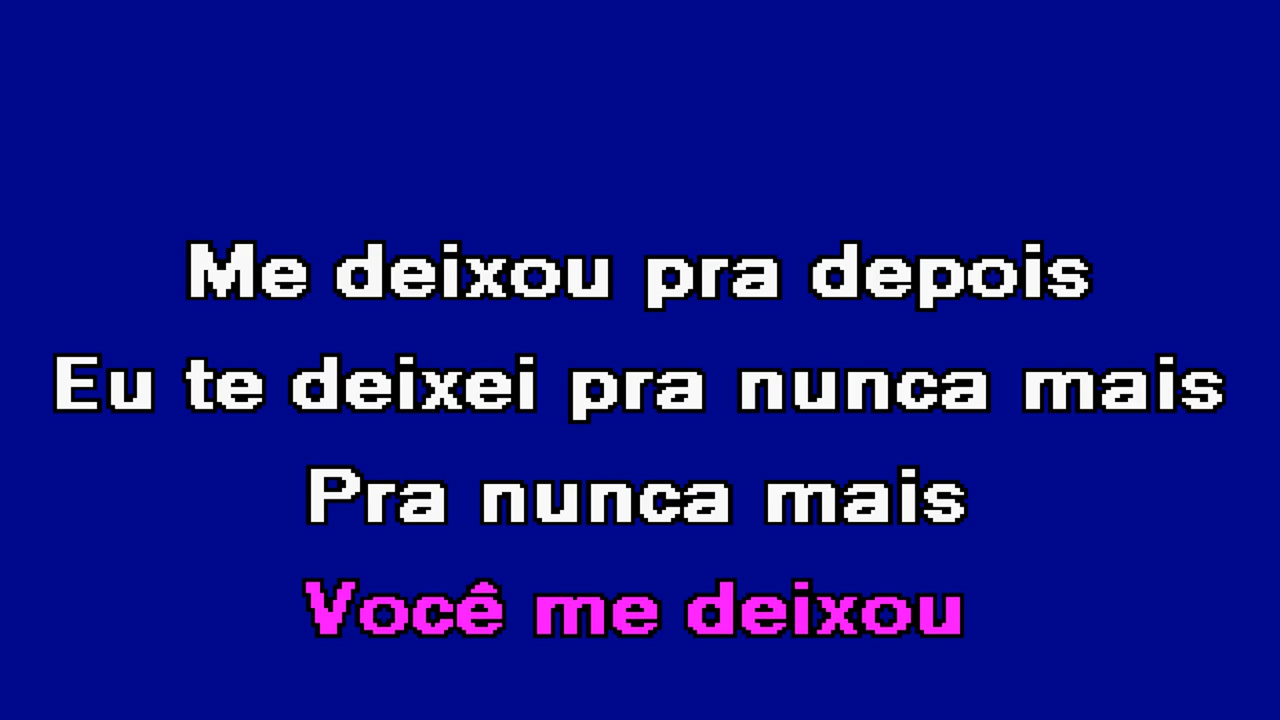 Me deixou pra depois
Eu te deixei pra nunca mais
Pra nunca mais
Você me deixou